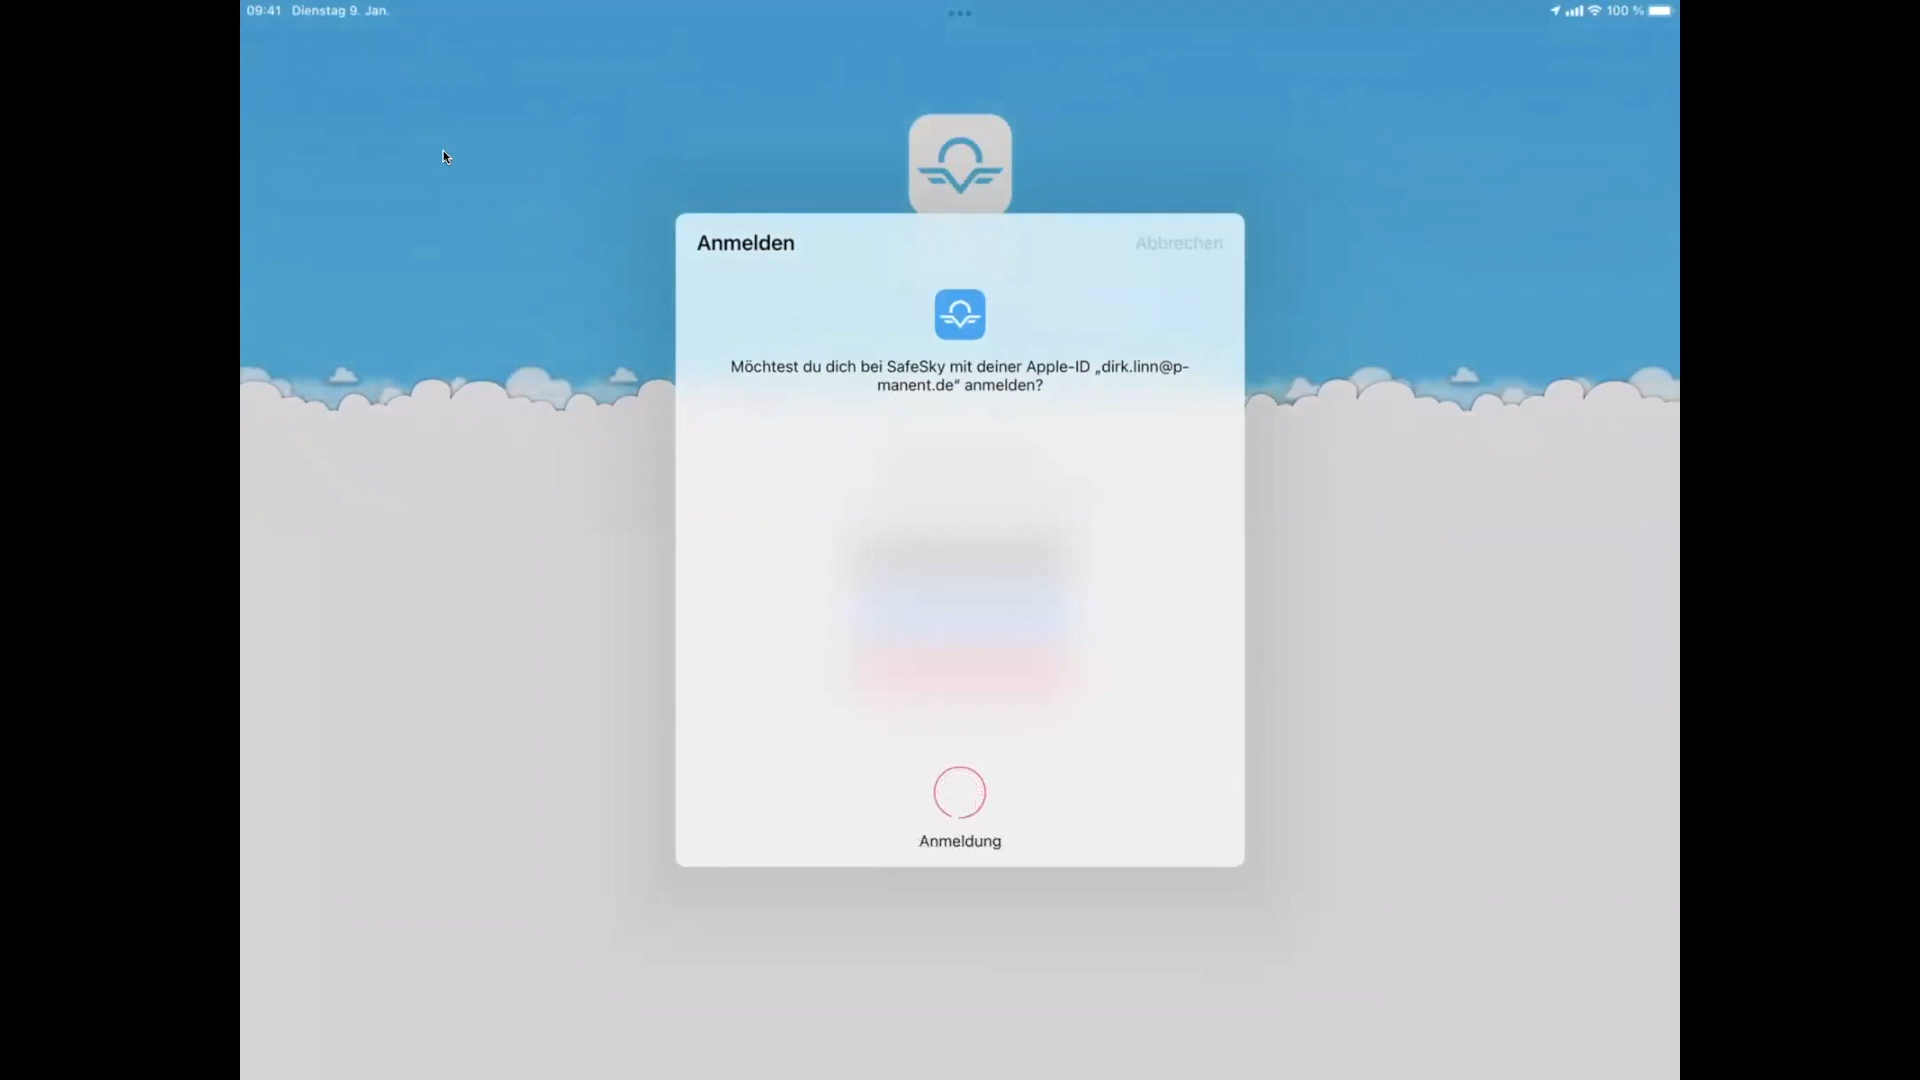 09:41 Dienstag 9. Jan.
100 %
Anmelden
Abbrechen
Möchtest du dich bei SafeSky mit deiner Apple-ID „dirk.linn@p-
manent.de“ anmelden?
Anmeldung